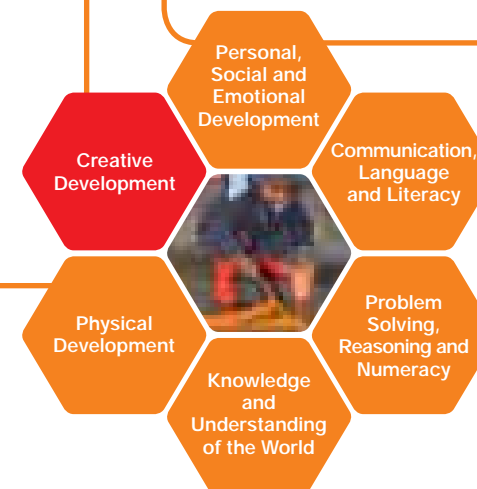 Personal,
Social and
Emotional
Development
Creative
Development
Communication,
Language
and Literacy
Physical
Development
Problem
Solving,
Reasoning and
Numeracy
Knowledge
and
Understanding
of the World